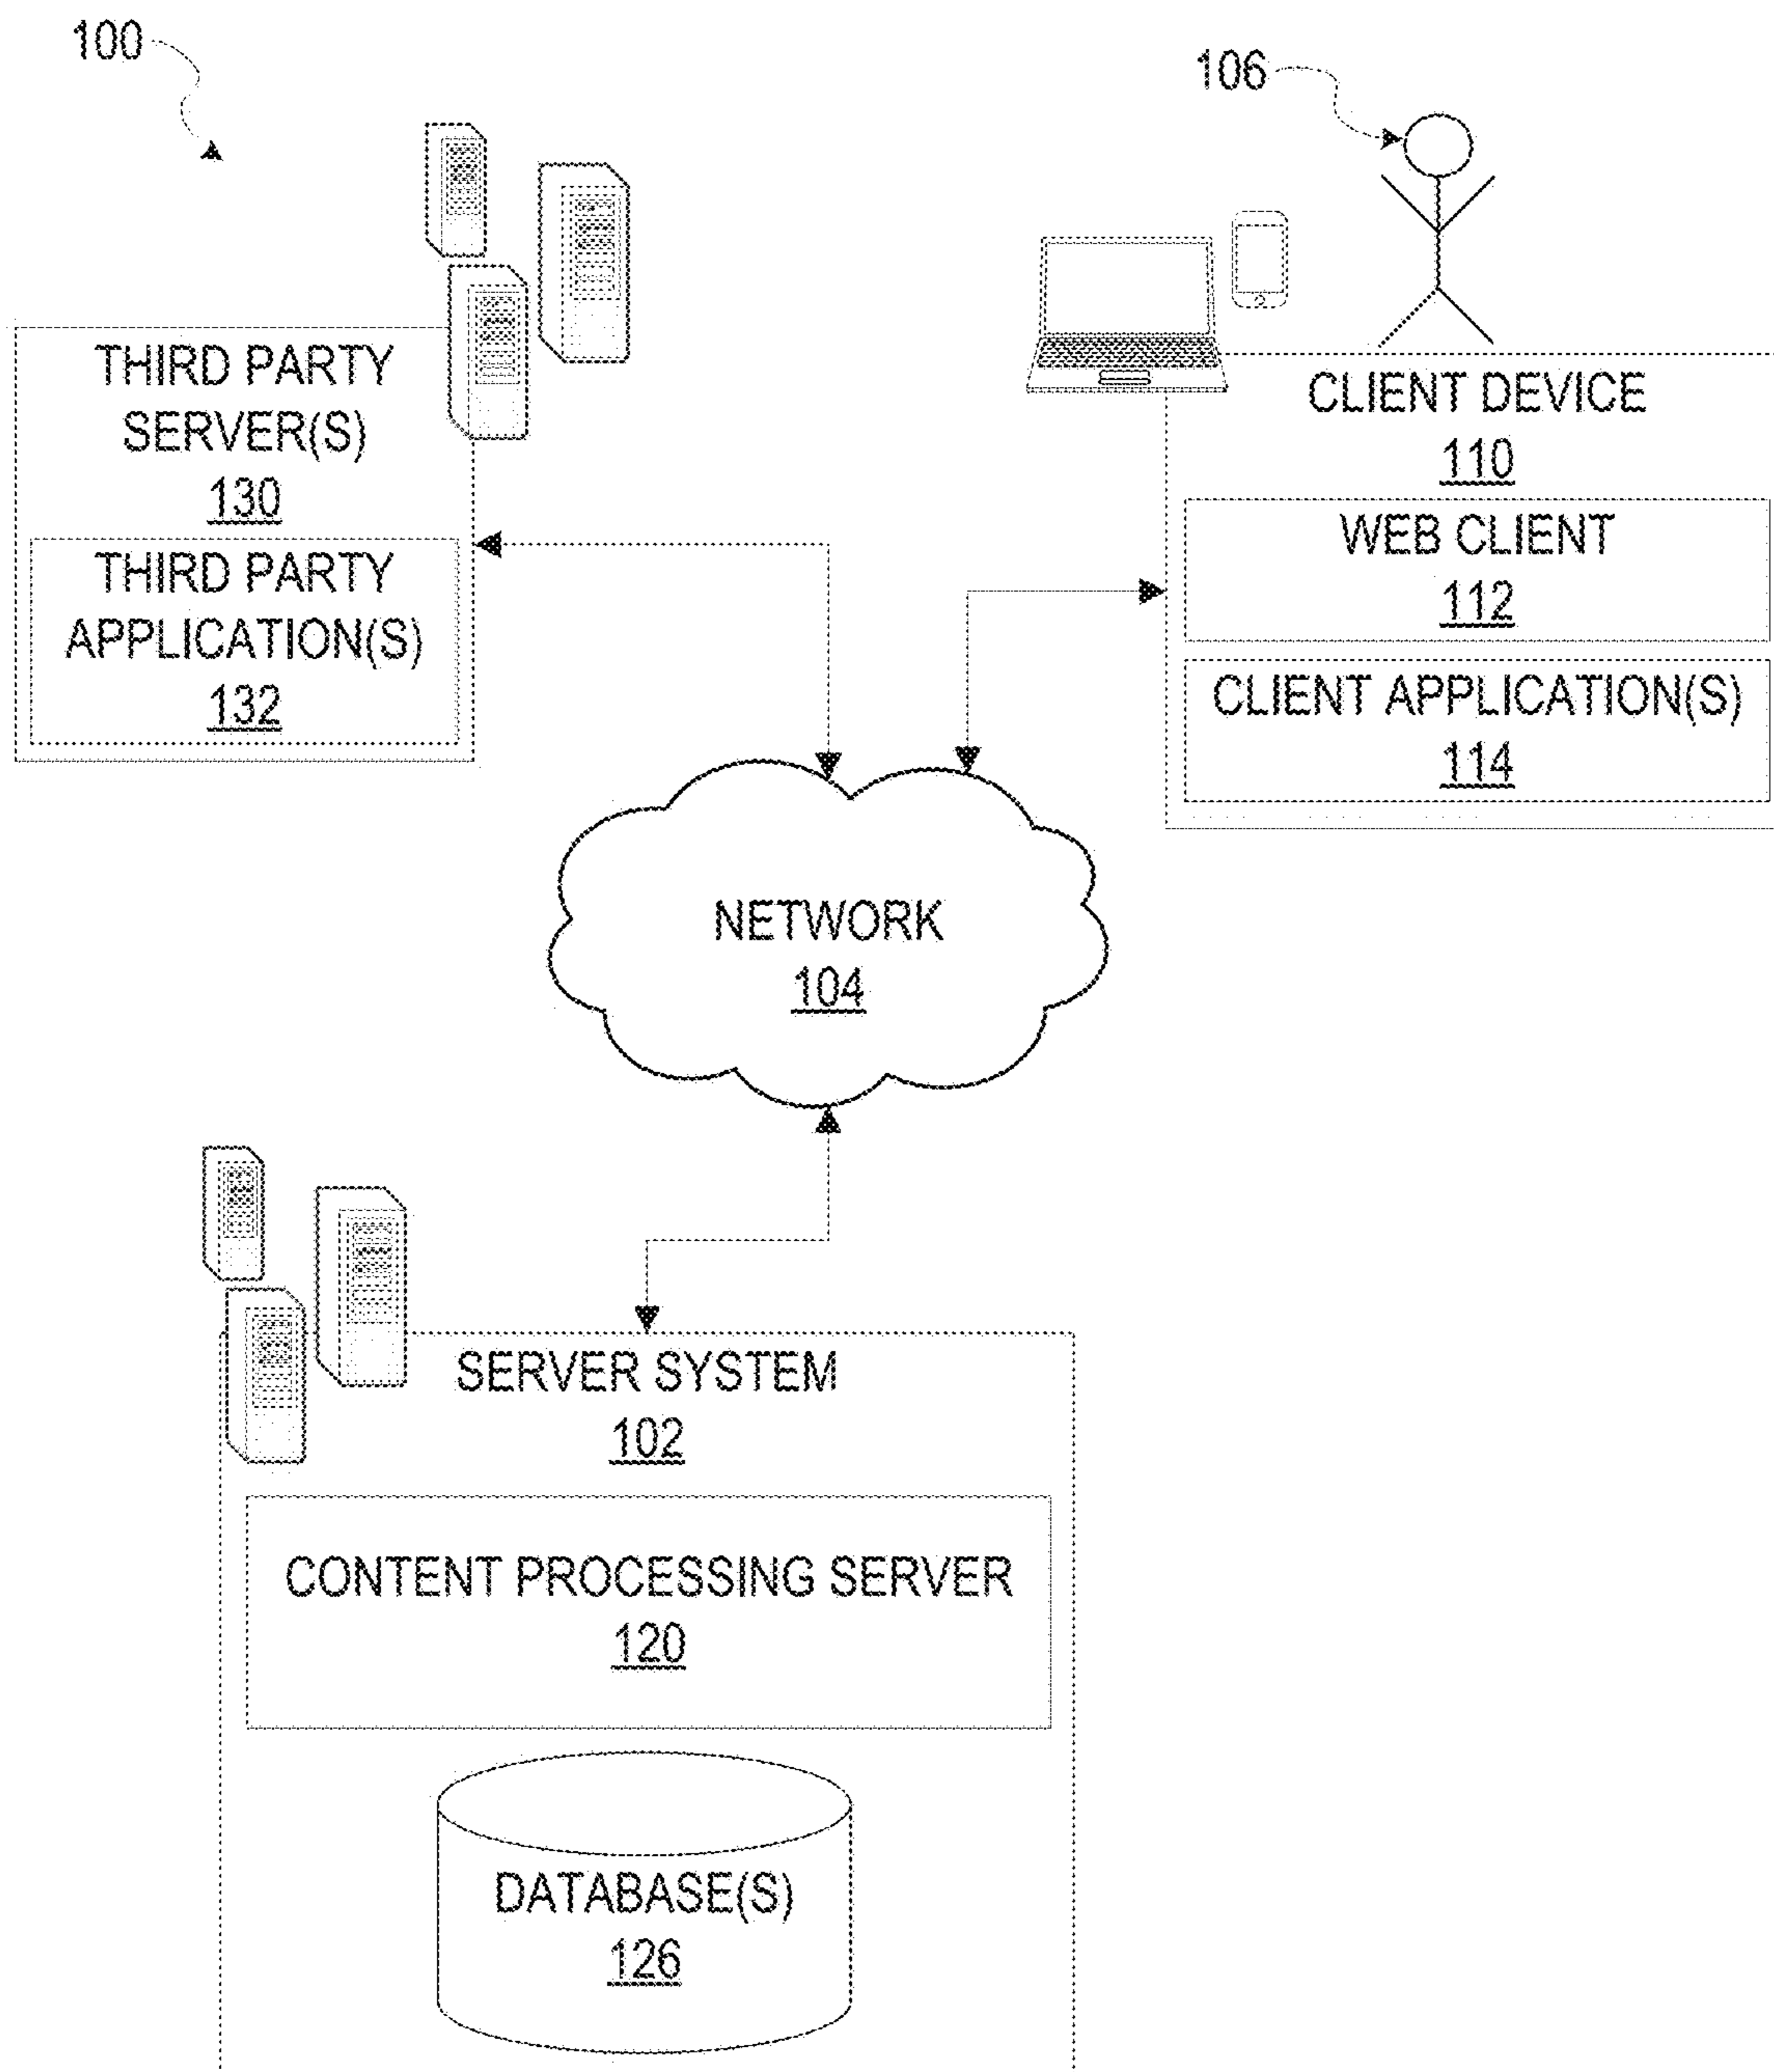 100
106
THIRD PARTY
SERVER(S)
130
THIRD PARTY
APPLICATION(S)
132
CLIENT DEVICE
110
WEB CLIENT
112
CLIENT APPLICATION(S)
114
NETWORK
104
SERVER SYSTEM
102
CONTENT PROCESSING SERVER
120
DATABASE(S)
126